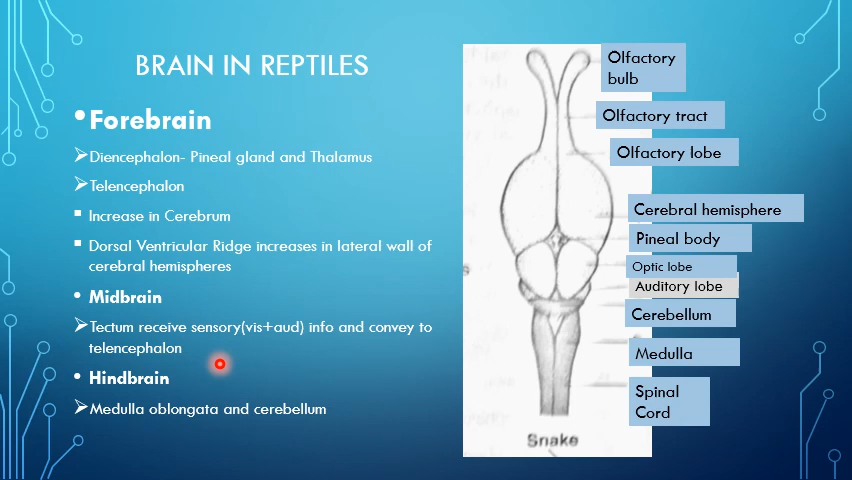 BRAIN IN REPTILES
Forebrain
Diencephalon- Pineal gland and Thalamus
Telencephalon
Increase in Cerebrum
Dorsal Ventricular Ridge increases in lateral wall of
cerebral hemispheres
Midbrain
Tectum receive sensory(vis+aud) info and convey to
telencephalon
Hindbrain
Medulla oblongata and cerebellum
Olfactory
bulb
Olfactory tract
Olfactory lobe
Cerebral hemisphere
Pineal body
Optic lobe
Auditory lobe
Cerebellum
Medulla
Spinal
Cord
s
Snake